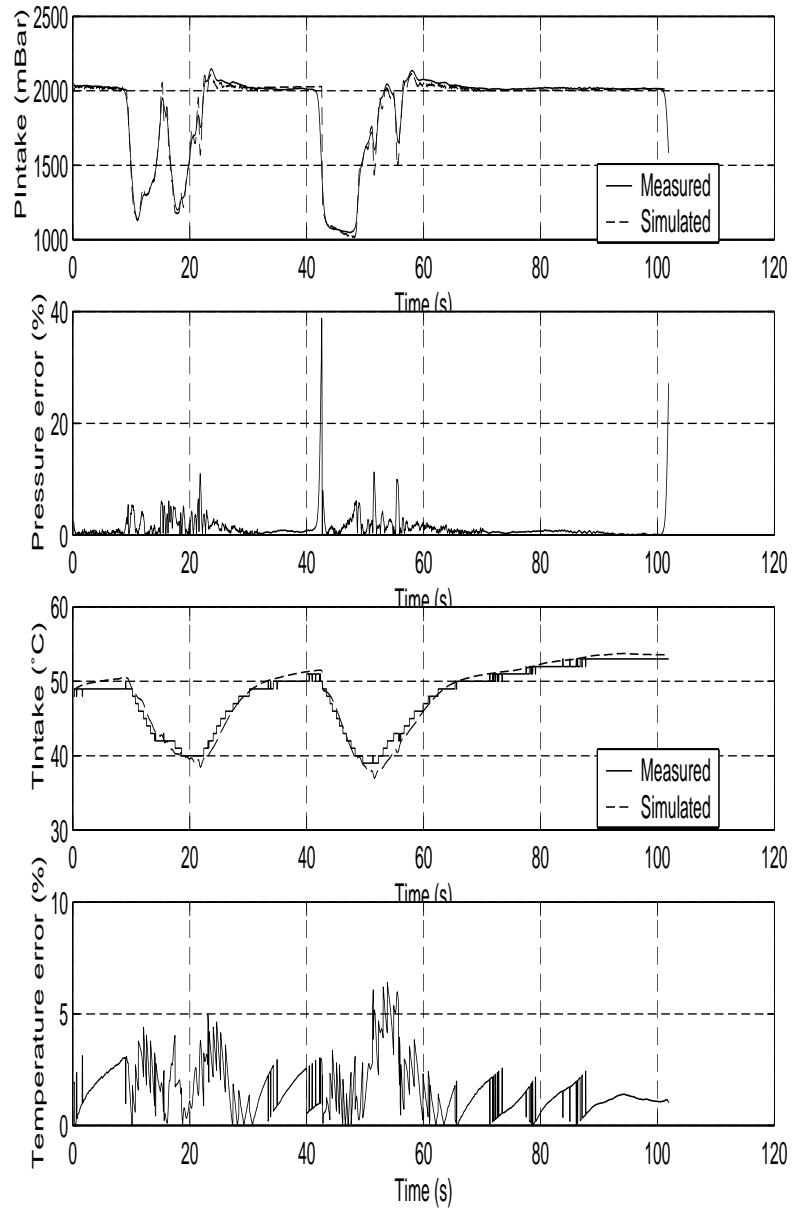 PIntake (mBar)
2500
2000
1500
1000
Measured
Simulated
0 20 40 60 80 100 120
Time (s)
Pressure error (%)
40
20
0
0 20 40 60 80 100 120
Time (s)
TIntake (°C)
60
50
40
30
Measured
Simulated
0 20 40 60 80 100 120
Time (s)
Temperature error (%)
10
5
0
0 20 40 60 80 100 120
Time (s)